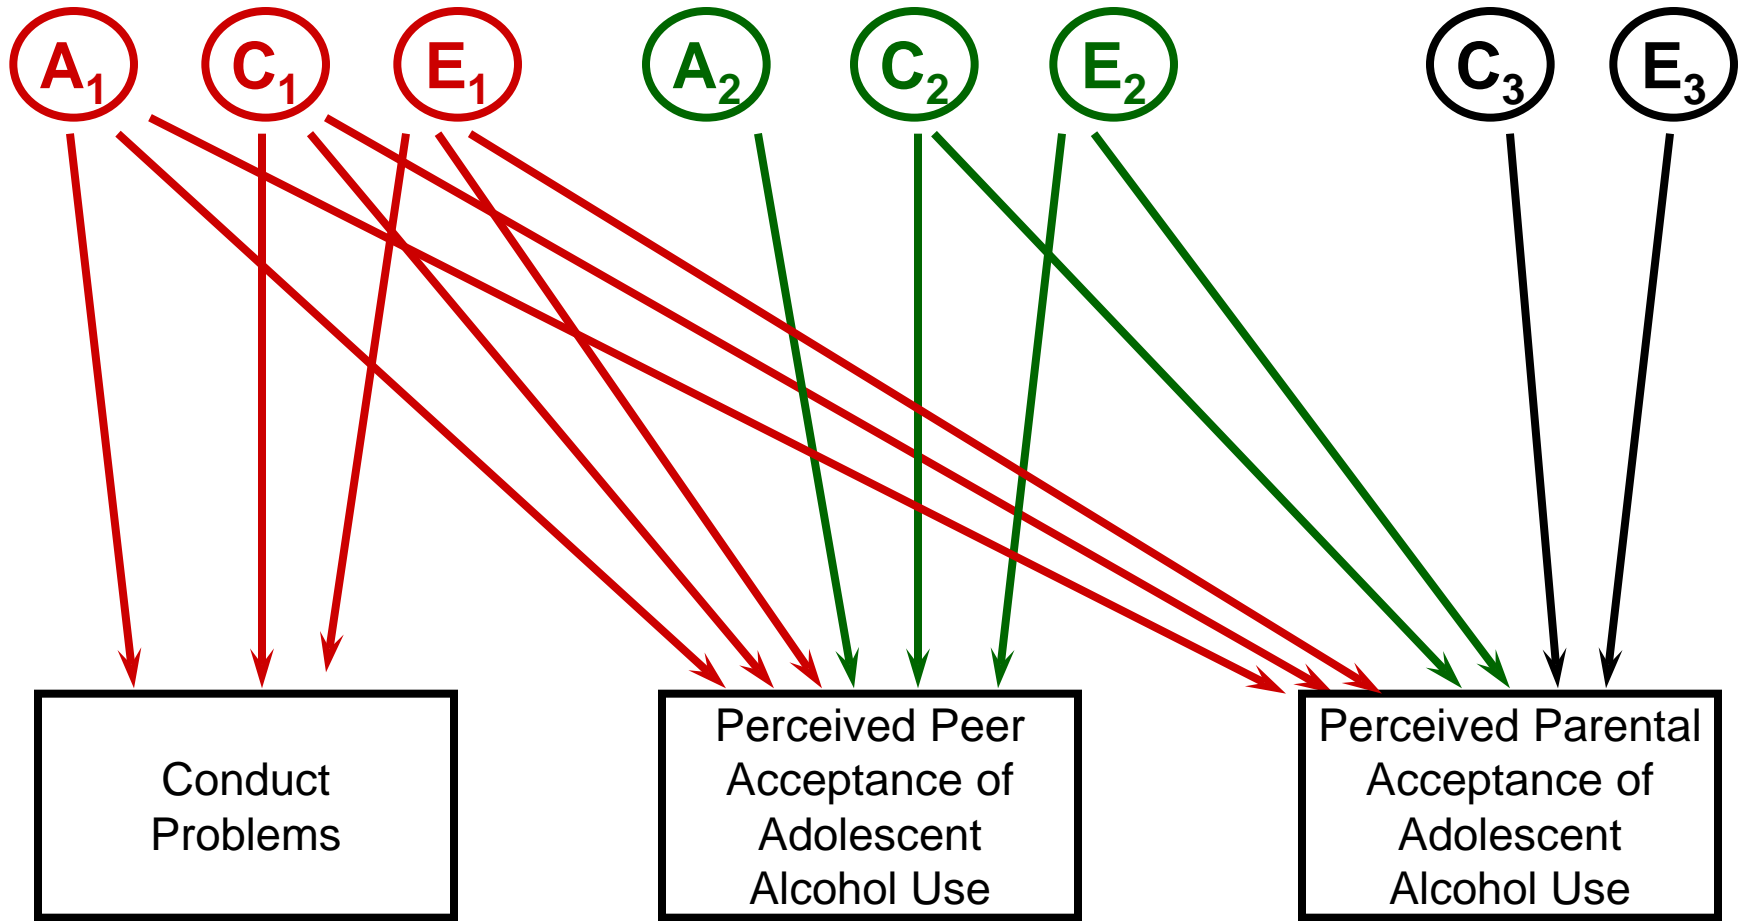 A1 C1 E1 A2 C2 E2 C3 E3
Conduct
Problems
Perceived Peer
Acceptance of
Adolescent
Alcohol Use
Perceived Parental
Acceptance of
Adolescent
Alcohol Use